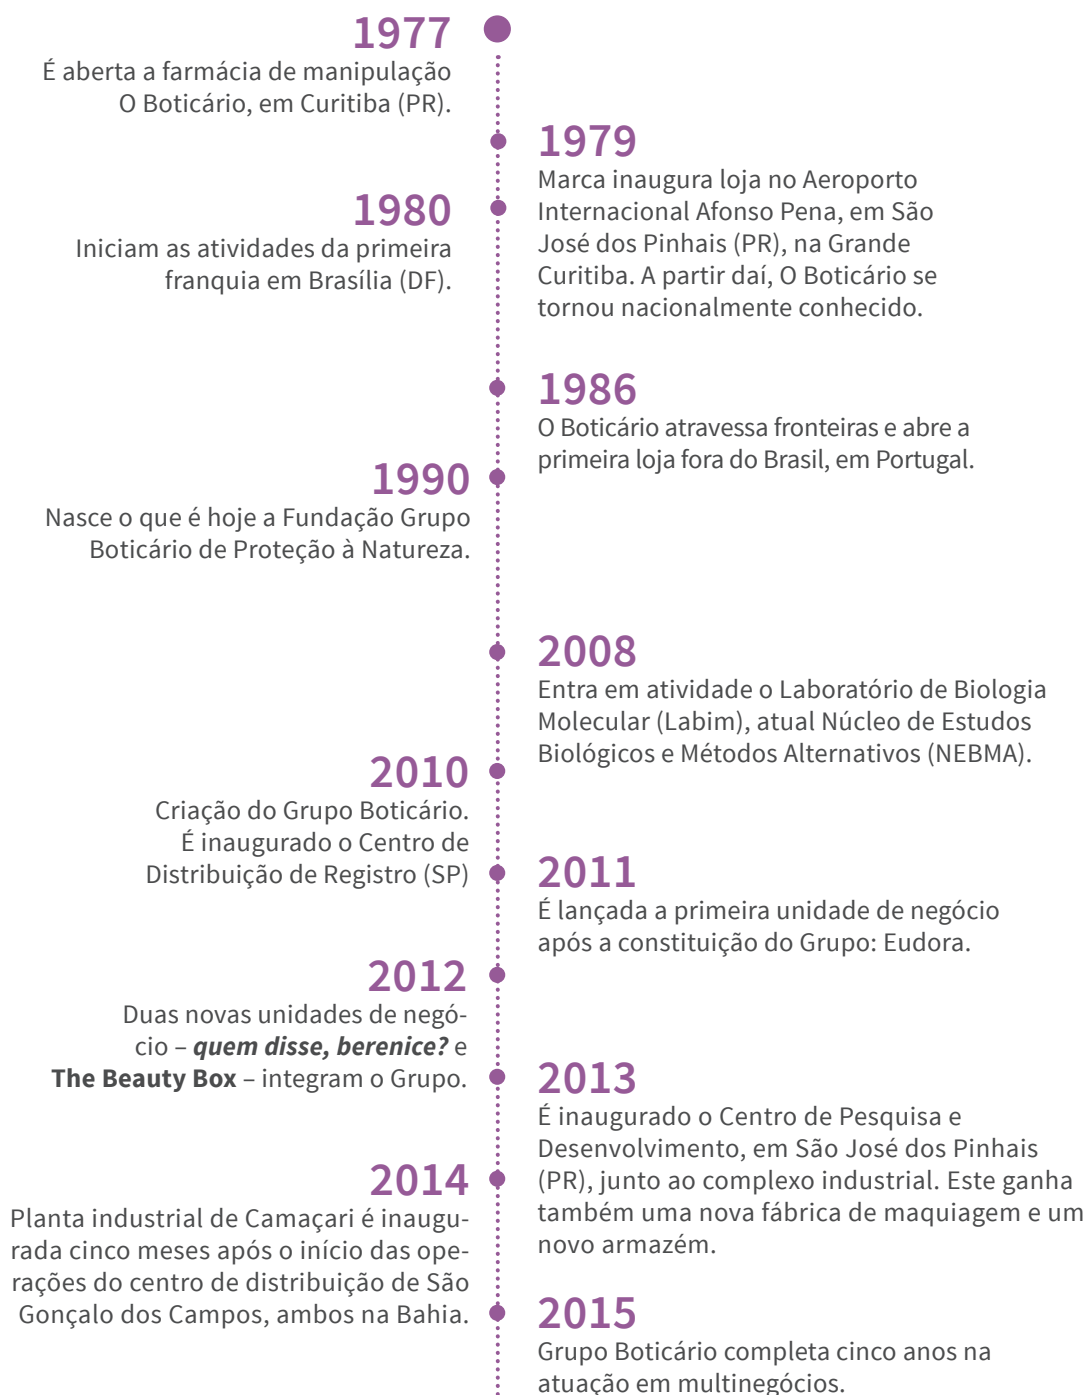 1977
É aberta a farmácia de manipulação
O Boticário, em Curitiba (PR).
1979
Marca inaugura loja no Aeroporto
Internacional Afonso Pena, em São
José dos Pinhais (PR), na Grande
Curitiba. A partir daí, O Boticário se
tornou nacionalmente conhecido.
1980
Iniciam as atividades da primeira
franquia em Brasília (DF).
1986
O Boticário atravessa fronteiras e abre a
primeira loja fora do Brasil, em Portugal.
1990
Nasce o que é hoje a Fundação Grupo
Boticário de Proteção à Natureza.
2008
Entra em atividade o Laboratório de Biologia
Molecular (Labim), atual Núcleo de Estudos
Biológicos e Métodos Alternativos (NEBMA).
2010
Criação do Grupo Boticário.
É inaugurado o Centro de
Distribuição de Registro (SP)
2011
É lançada a primeira unidade de negócio
após a constituição do Grupo: Eudora.
2012
Duas novas unidades de negó-
cio – quem disse, berenice? e
The Beauty Box – integram o Grupo.
2013
É inaugurado o Centro de Pesquisa e
Desenvolvimento, em São José dos Pinhais
(PR), junto ao complexo industrial. Este ganha
também uma nova fábrica de maquiagem e um
novo armazém.
2014
Planta industrial de Camaçari é inaugu-
rada cinco meses após o início das ope-
rações do centro de distribuição de São
Gonçalo dos Campos, ambos na Bahia.
2015
Grupo Boticário completa cinco anos na
atuação em multinegócios.